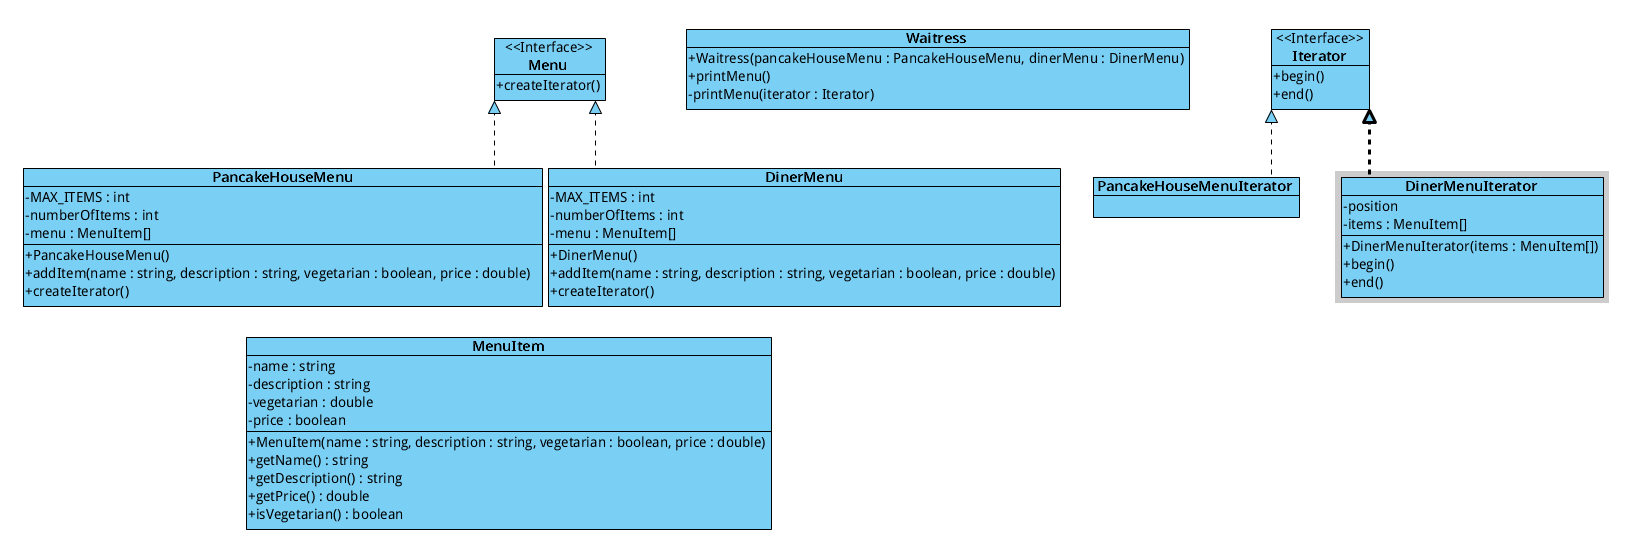 <<Interface>>
Menu
+createIterator()
Waitress
+Waitress(pancakeHouseMenu : PancakeHouseMenu, dinerMenu : DinerMenu)
+printMenu()
-printMenu(iterator : Iterator)
<<Interface>>
Iterator
+begin()
+end()
PancakeHouseMenu
-MAX_ITEMS : int
-numberOfItems : int
-menu : MenuItem[]
+PancakeHouseMenu()
+addItem(name : string, description : string, vegetarian : boolean, price : double)
+createIterator()
DinerMenu
-MAX_ITEMS : int
-numberOfItems : int
-menu : MenuItem[]
+DinerMenu()
+addItem(name : string, description : string, vegetarian : boolean, price : double)
+createIterator()
PancakeHouseMenuIterator
DinerMenuIterator
-position
-items : MenuItem[]
+DinerMenuIterator(items : MenuItem[])
+begin()
+end()
MenuItem
-name : string
-description : string
-vegetarian : double
-price : boolean
+MenuItem(name : string, description : string, vegetarian : boolean, price : double)
+getName() : string
+getDescription() : string
+getPrice() : double
+isVegetarian() : boolean